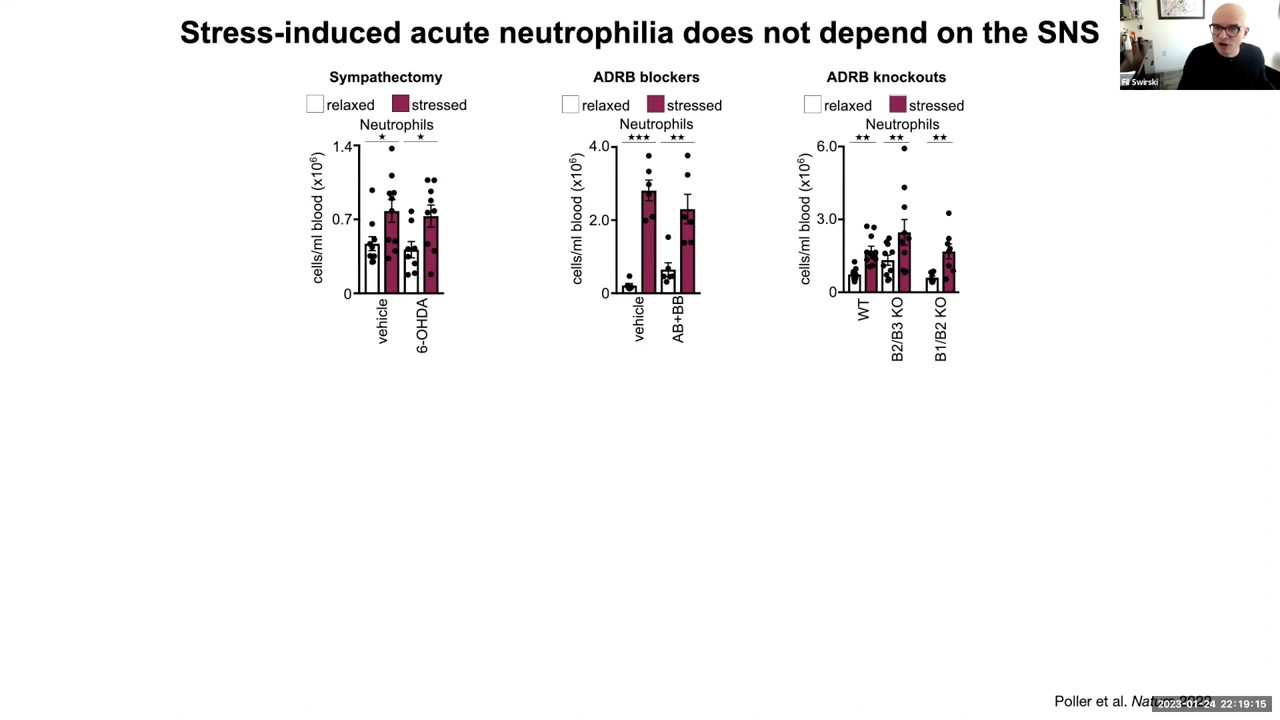 Stress-induced acute neutrophilia does not depend on the SNS
Fil Swirski
Sympathectomy
relaxed stressed
Neutrophils
★ ★
1.4
0.7
0
cells/ml blood (x10⁶)
vehicle
6-OHDA
ADRB blockers
relaxed stressed
Neutrophils
★★★ ★★
4.0
2.0
0
cells/ml blood (x10⁶)
vehicle
AB+BB
ADRB knockouts
relaxed stressed
Neutrophils
★★ ★★ ★★
6.0
3.0
0
cells/ml blood (x10⁶)
WT
B2/B3 KO
B1/B2 KO
Poller et al. Nature 2022
2023-01-24 22:19:15